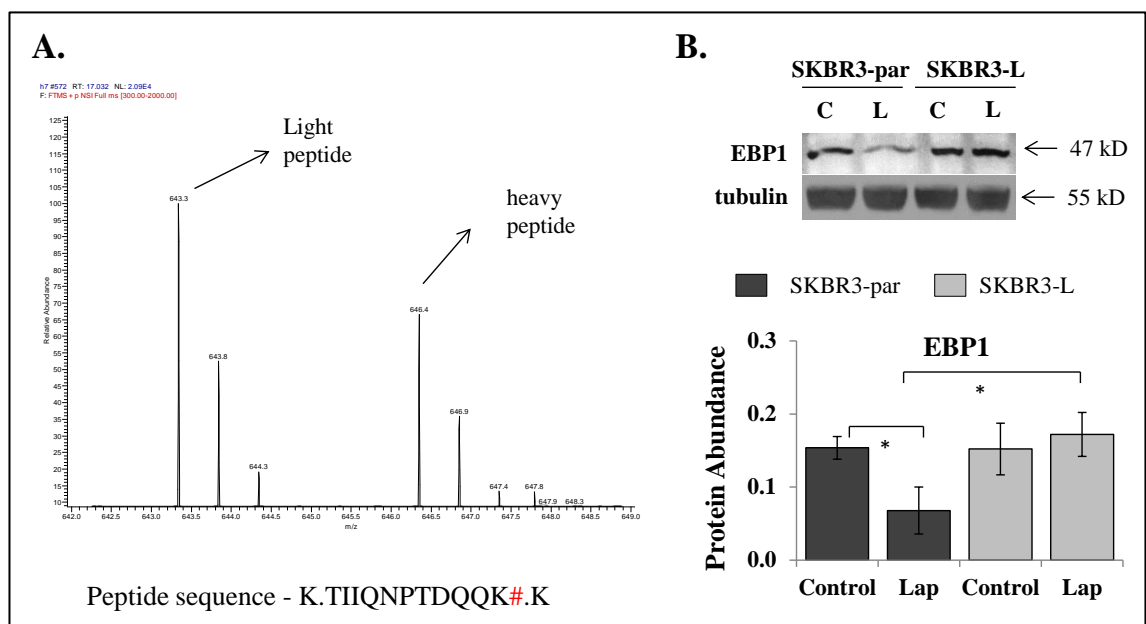 A.
h7 #572 RT: 17.032 NL: 2.09E4
F: FTMS + p NSI Full ms [300.00-2000.00]
125
120
115
110
105
100
95
90
85
80
75
70
65
60
55
50
45
40
35
30
25
20
15
10
Relative Abundance
Light
peptide
heavy
peptide
643.3
643.8
644.3
646.4
646.9
647.4
647.8
647.9
648.3
642.0 642.5 643.0 643.5 644.0 644.5 645.0 645.5 646.0 646.5 647.0 647.5 648.0 648.5 649.0
m/z
Peptide sequence - K.TIIQNPTDQQK#.K
B.
SKBR3-par SKBR3-L
C L C L
EBP1 47 kD
tubulin 55 kD
SKBR3-par SKBR3-L
EBP1
Protein Abundance
0.3
0.2
0.1
0.0
*
*
Control Lap Control Lap